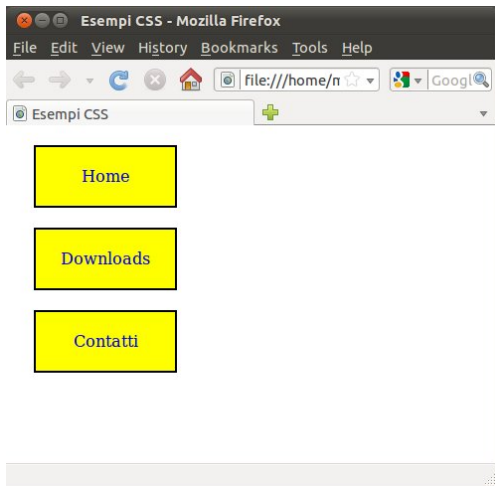 Esempi CSS - Mozilla Firefox
File Edit View History Bookmarks Tools Help
file:///home/n Googl
Esempi CSS
Home
Downloads
Contatti